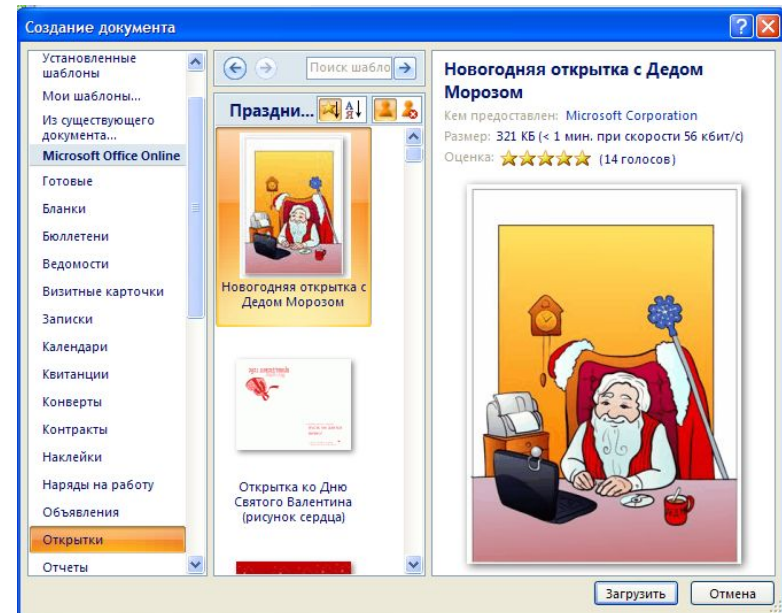 Создание документа
Установленные
шаблоны
Мои шаблоны...
Из существующего
документа...
Microsoft Office Online
Готовые
Бланки
Бюллетени
Ведомости
Визитные карточки
Записки
Календари
Квитанции
Конверты
Контракты
Наклейки
Наряды на работу
Объявления
Открытки
Отчеты
Поиск шабло
Праздни...
Новогодняя открытка с
Дедом Морозом
Открытка ко Дню
Святого Валентина
(рисунок сердца)
Новогодняя открытка с Дедом
Морозом
Кем предоставлен: Microsoft Corporation
Размер: 321 КБ (< 1 мин. при скорости 56 кбит/с)
Оценка: (14 голосов)
Загрузить
Отмена